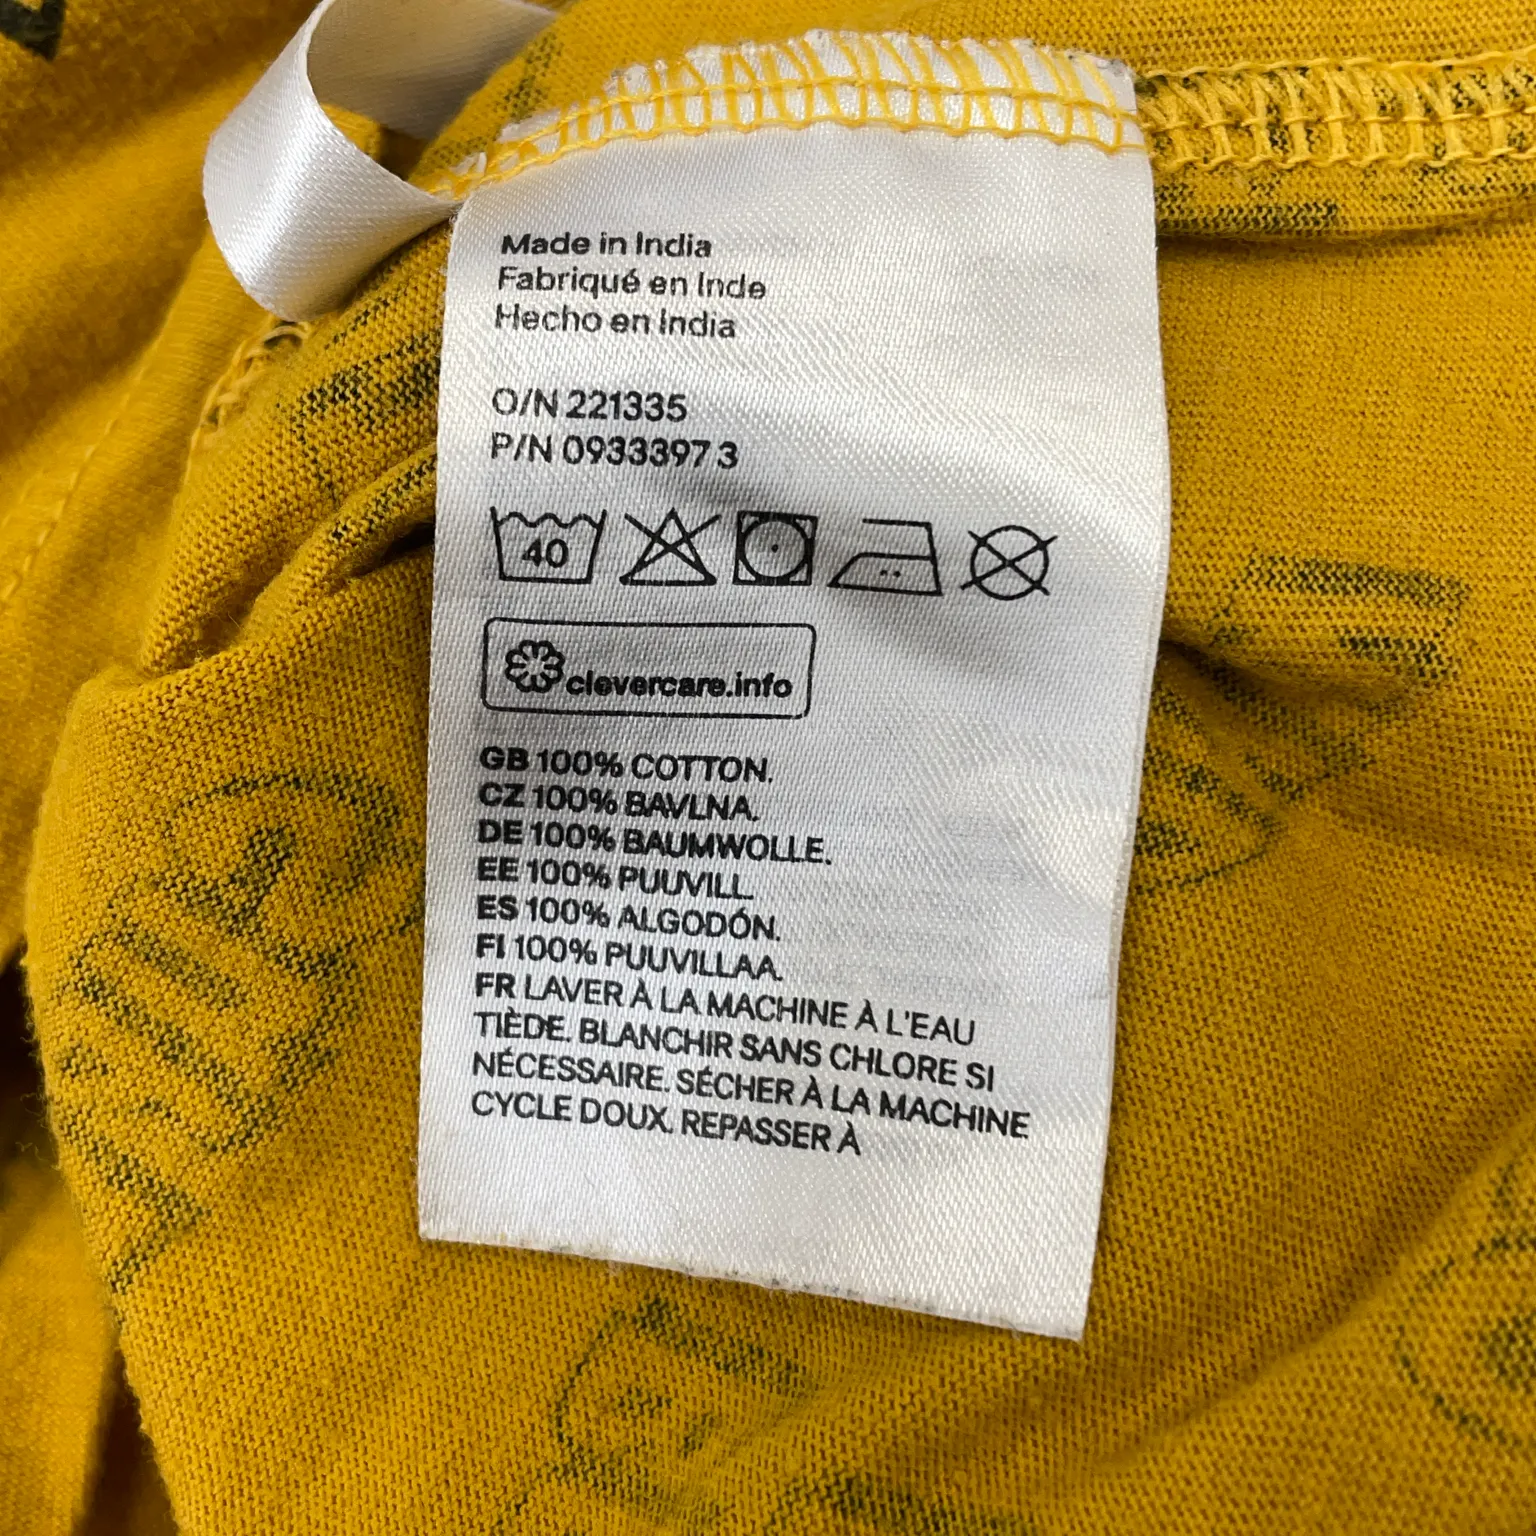 Made in India
Fabriqué en Inde
Hecho en India
O/N 221335
P/N 0933397 3
40
clevercare.info
GB 100% COTTON.
CZ 100% BAVLNA.
DE 100% BAUMWOLLE.
EE 100% PUUVILL
ES 100% ALGODÓN.
FI 100% PUUVILLAA.
FR LAVER À LA MACHINE À L'EAU
TIÈDE. BLANCHIR SANS CHLORE SI
NÉCESSAIRE. SÉCHER À LA MACHINE
CYCLE DOUX. REPASSER À